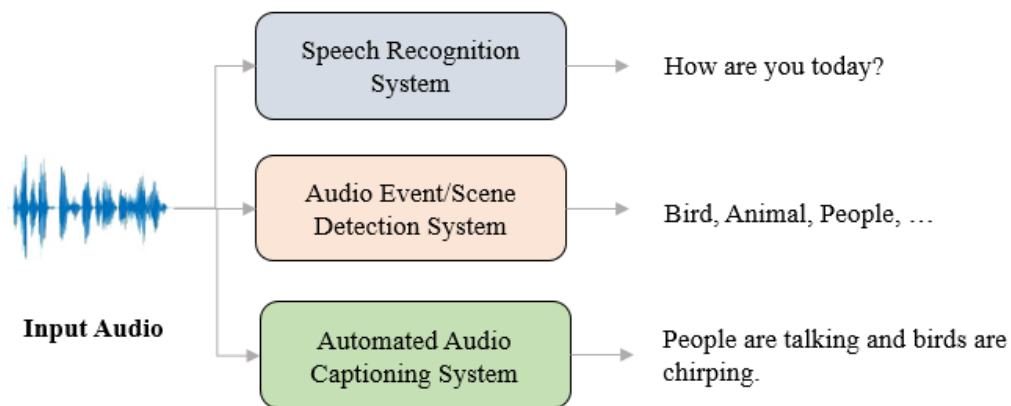 Speech Recognition
System
How are you today?
Audio Event/Scene
Detection System
Bird, Animal, People, …
Input Audio
Automated Audio
Captioning System
People are talking and birds are
chirping.